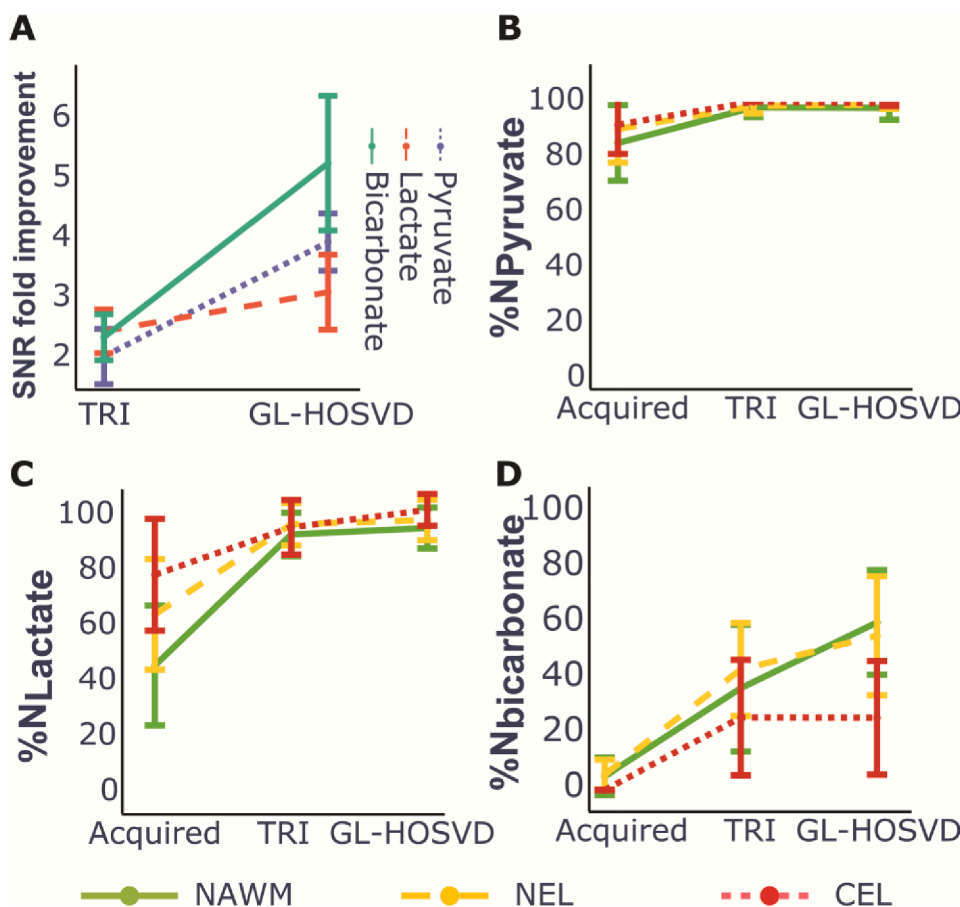 A
SNR fold improvement
6
5
4
3
2
TRI
GL-HOSVD
Pyruvate
Lactate
Bicarbonate
B
%NPyruvate
100
80
60
40
20
0
Acquired
TRI
GL-HOSVD
C
%NLactate
100
80
60
40
20
0
Acquired
TRI
GL-HOSVD
D
%Nbicarbonate
100
80
60
40
20
0
Acquired
TRI
GL-HOSVD
NAWM
NEL
CEL